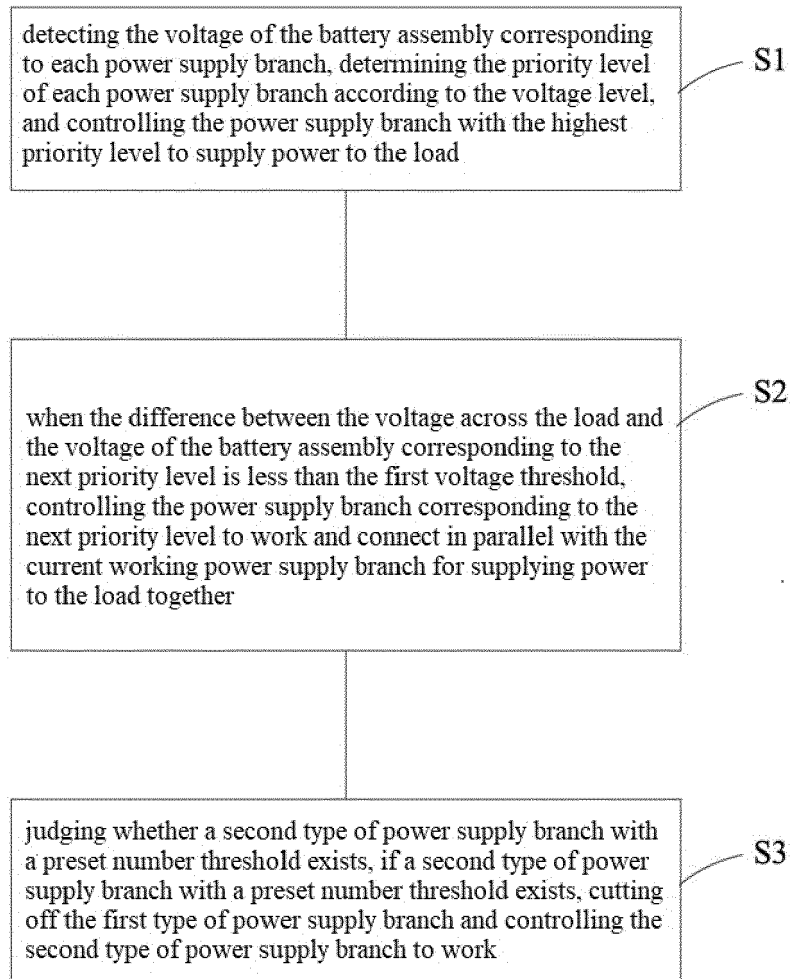 detecting the voltage of the battery assembly corresponding
to each power supply branch, determining the priority level
of each power supply branch according to the voltage level,
and controlling the power supply branch with the highest
priority level to supply power to the load
S1
when the difference between the voltage across the load and
the voltage of the battery assembly corresponding to the
next priority level is less than the first voltage threshold,
controlling the power supply branch corresponding to the
next priority level to work and connect in parallel with the
current working power supply branch for supplying power
to the load together
S2
judging whether a second type of power supply branch with
a preset number threshold exists, if a second type of power
supply branch with a preset number threshold exists, cutting
off the first type of power supply branch and controlling the
second type of power supply branch to work
S3